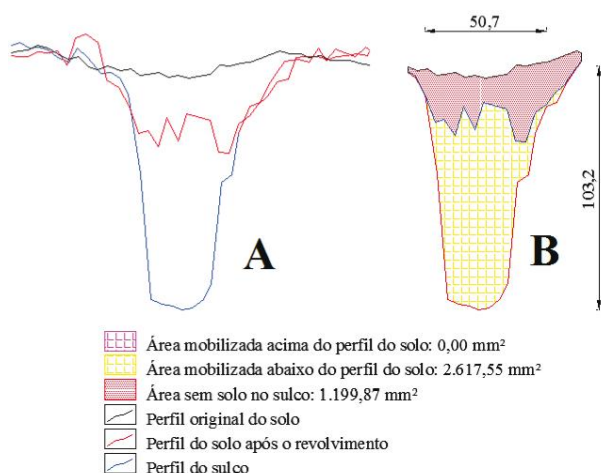 50,7
103,2
A
B
Área mobilizada acima do perfil do solo: 0,00 mm²
Área mobilizada abaixo do perfil do solo: 2.617,55 mm²
Área sem solo no sulco: 1.199,87 mm²
Perfil original do solo
Perfil do solo após o revolvimento
Perfil do sulco